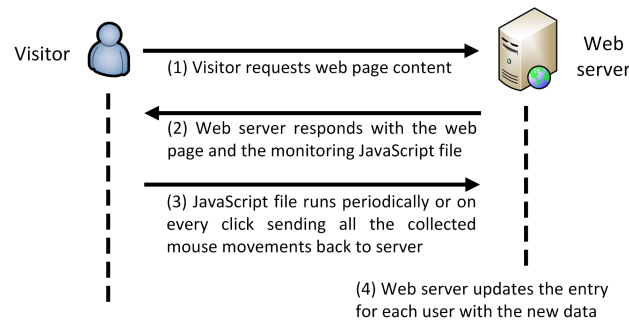 Visitor
Web
server
(1) Visitor requests web page content
(2) Web server responds with the web
page and the monitoring JavaScript file
(3) JavaScript file runs periodically or on
every click sending all the collected
mouse movements back to server
(4) Web server updates the entry
for each user with the new data